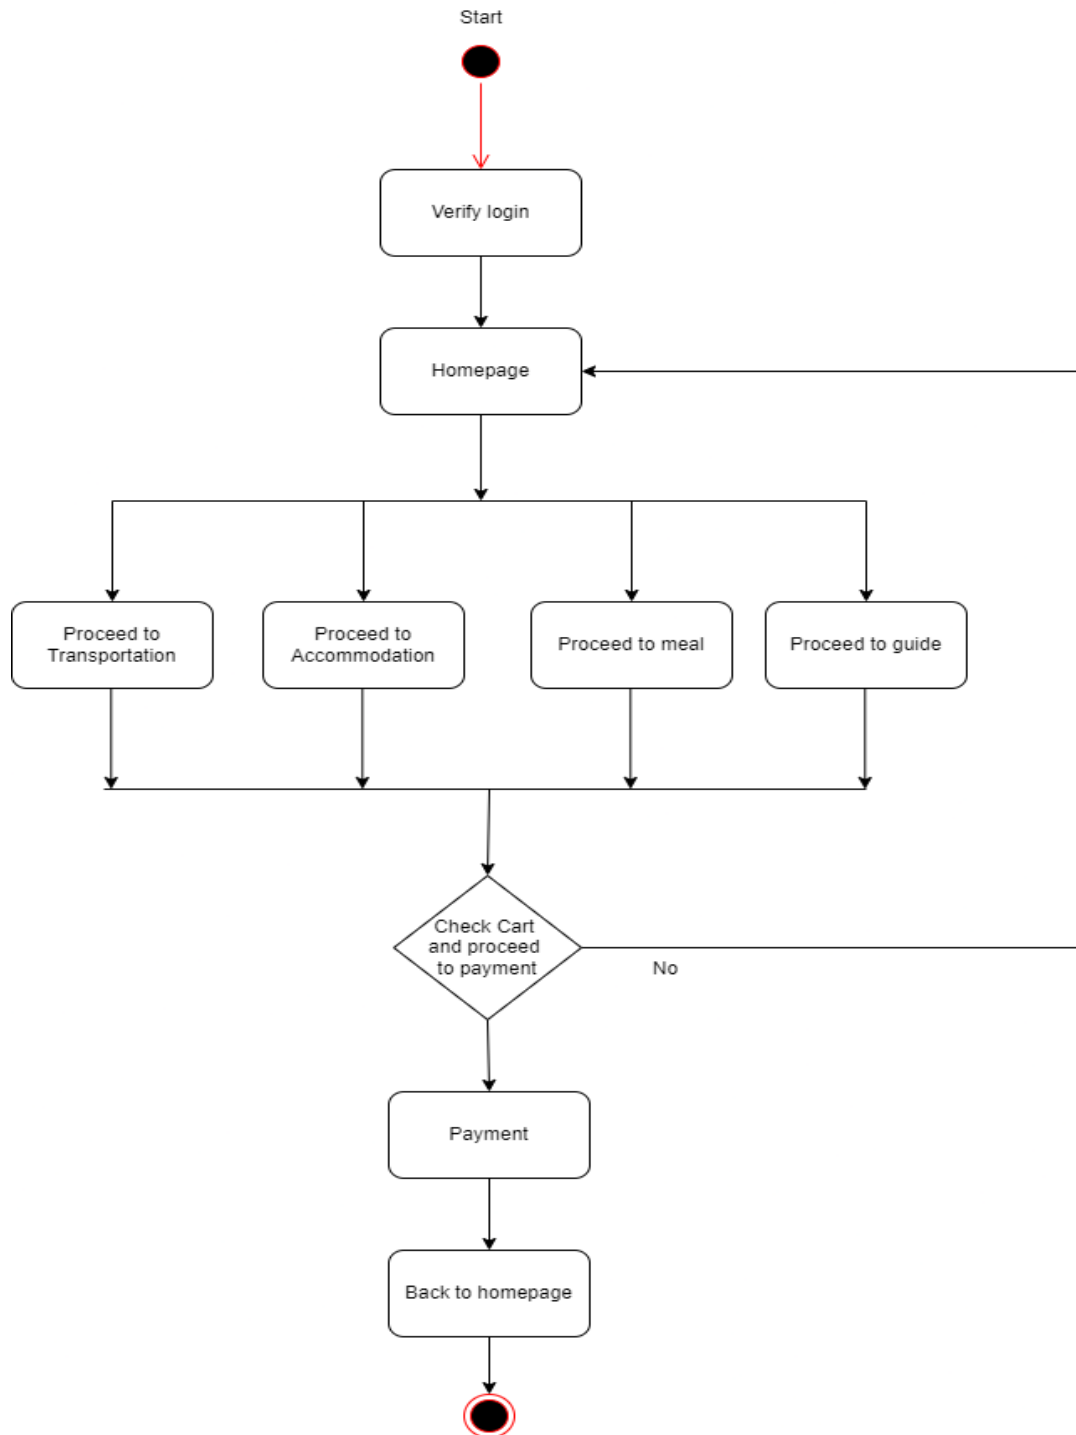 Start
Verify login
Homepage
Proceed to
Transportation
Proceed to
Accommodation
Proceed to meal
Proceed to guide
Check Cart
and proceed
to payment
No
Payment
Back to homepage